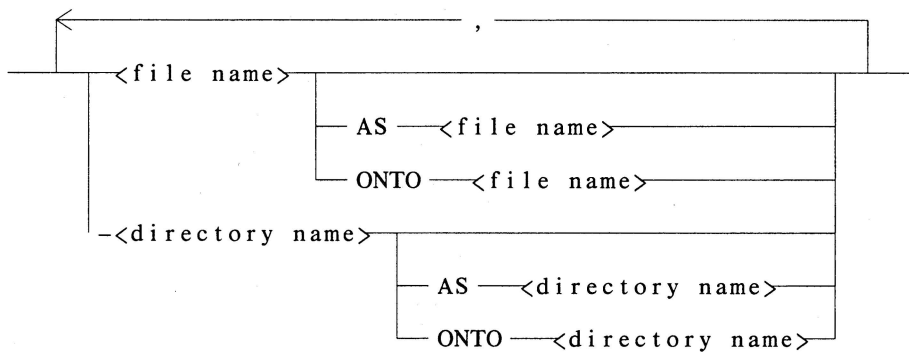 ,
<file name>
AS <file name>
ONTO <file name>
<directory name>
AS <directory name>
ONTO <directory name>